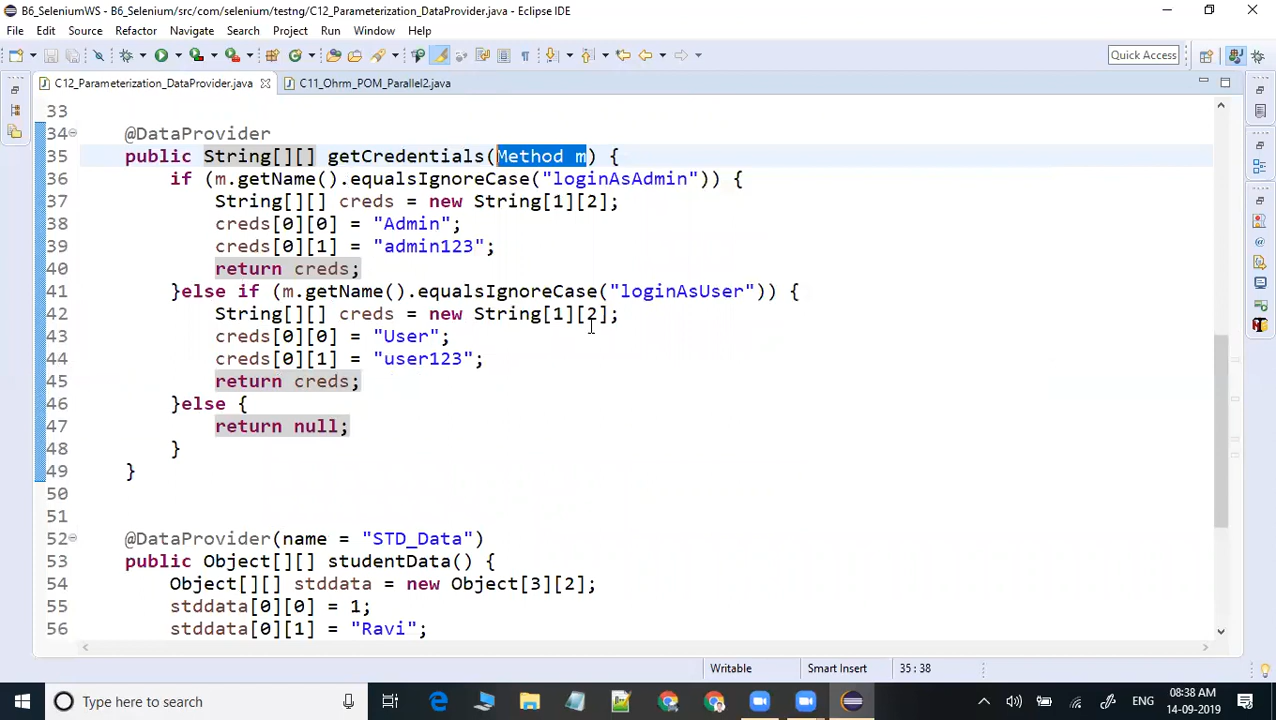 B6_SeleniumWS - B6_Selenium/src/com/selenium/testng/C12_Parameterization_DataProvider.java - Eclipse IDE
File Edit Source Refactor Navigate Search Project Run Window Help
Quick Access
C12_Parameterization_DataProvider.java C11_Ohrm_POM_Parallel2.java
33
34 @DataProvider
35 public String[][] getCredentials(Method m) {
36 if (m.getName().equalsIgnoreCase("loginAsAdmin")) {
37 String[][] creds = new String[1][2];
38 creds[0][0] = "Admin";
39 creds[0][1] = "admin123";
40 return creds;
41 }else if (m.getName().equalsIgnoreCase("loginAsUser")) {
42 String[][] creds = new String[1][2];
43 creds[0][0] = "User";
44 creds[0][1] = "user123";
45 return creds;
46 }else {
47 return null;
48 }
49 }
50
51
52 @DataProvider(name = "STD_Data")
53 public Object[][] studentData() {
54 Object[][] stddata = new Object[3][2];
55 stddata[0][0] = 1;
56 stddata[0][1] = "Ravi";
Writable Smart Insert 35 : 38
Type here to search
ENG
08:38 AM
14-09-2019